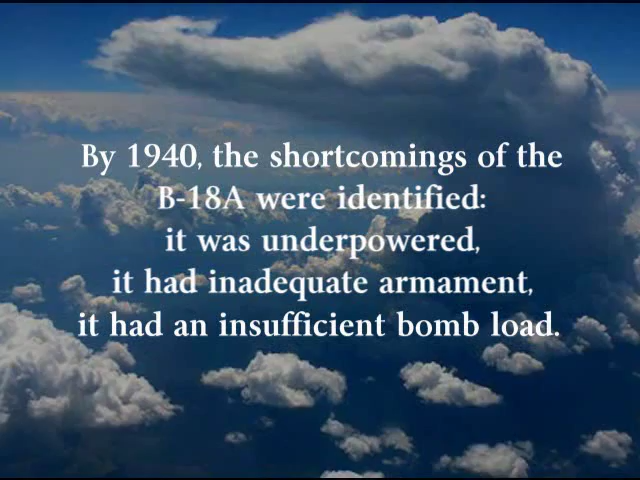 By 1940, the shortcomings of the
B-18A were identified:
it was underpowered,
it had inadequate armament,
it had an insufficient bomb load.